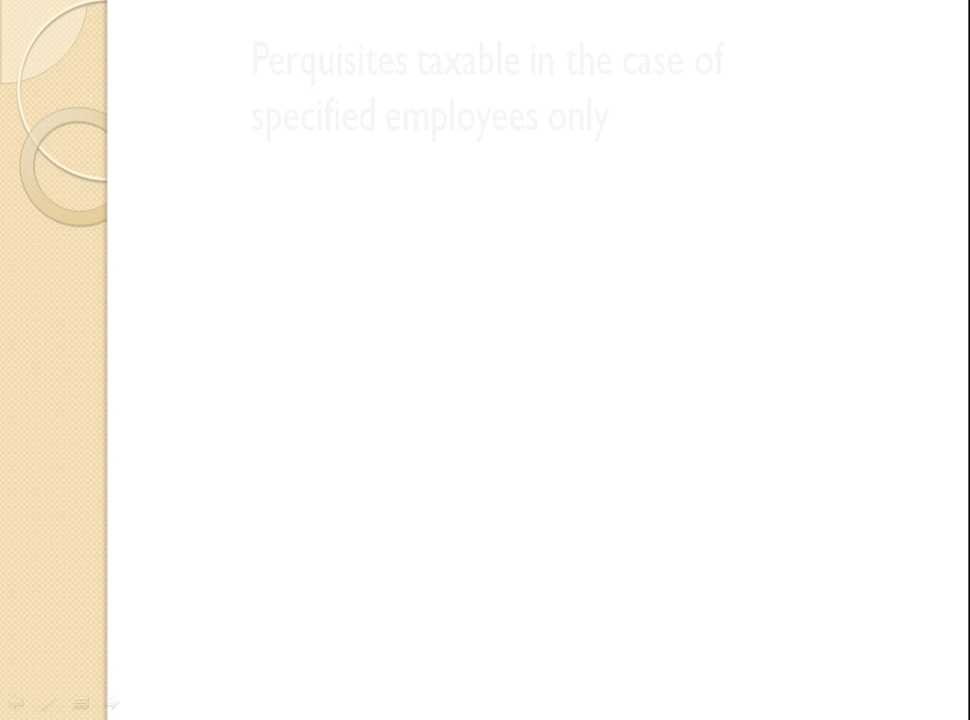 Perquisites taxable in the case of
specified employees only